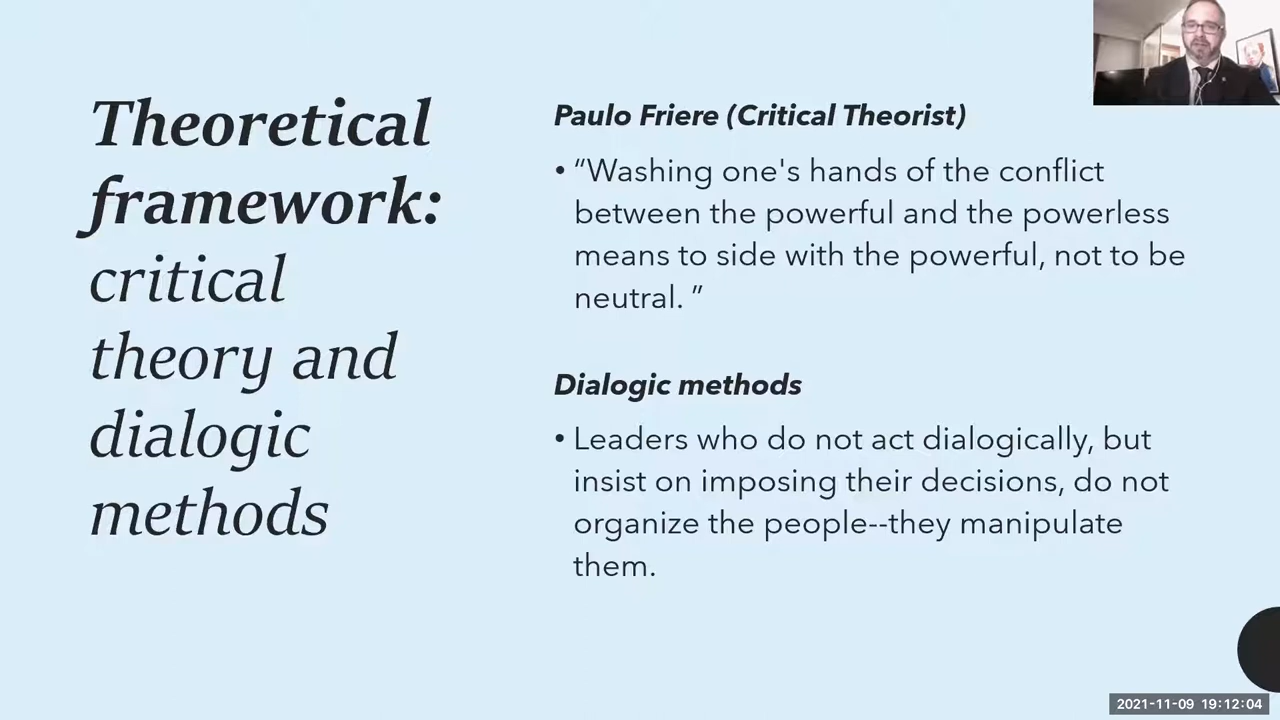 Theoretical
framework:
critical
theory and
dialogic
methods
Paulo Friere (Critical Theorist)
• “Washing one's hands of the conflict
between the powerful and the powerless
means to side with the powerful, not to be
neutral. ”
Dialogic methods
• Leaders who do not act dialogically, but
insist on imposing their decisions, do not
organize the people--they manipulate
them.
2021-11-09 19:12:04